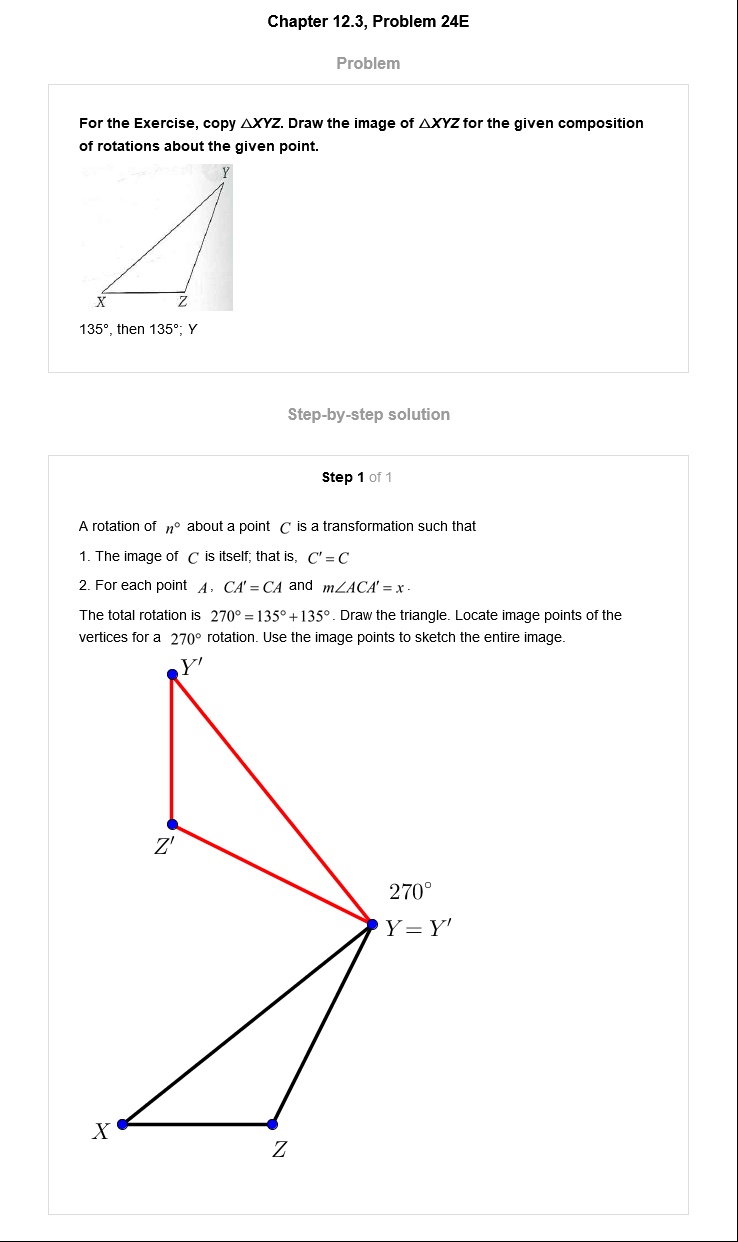 Chapter 12.3, Problem 24E
Problem
For the Exercise, copy △XYZ. Draw the image of △XYZ for the given composition
of rotations about the given point.
Y
X
Z
135°, then 135°; Y
Step-by-step solution
Step 1 of 1
A rotation of n° about a point C is a transformation such that
1. The image of C is itself; that is, C′ = C
2. For each point A, CA′ = CA and m∠ACA′ = x.
The total rotation is 270° = 135° + 135°. Draw the triangle. Locate image points of the
vertices for a 270° rotation. Use the image points to sketch the entire image.
Y′
Z′
270°
Y = Y′
X
Z